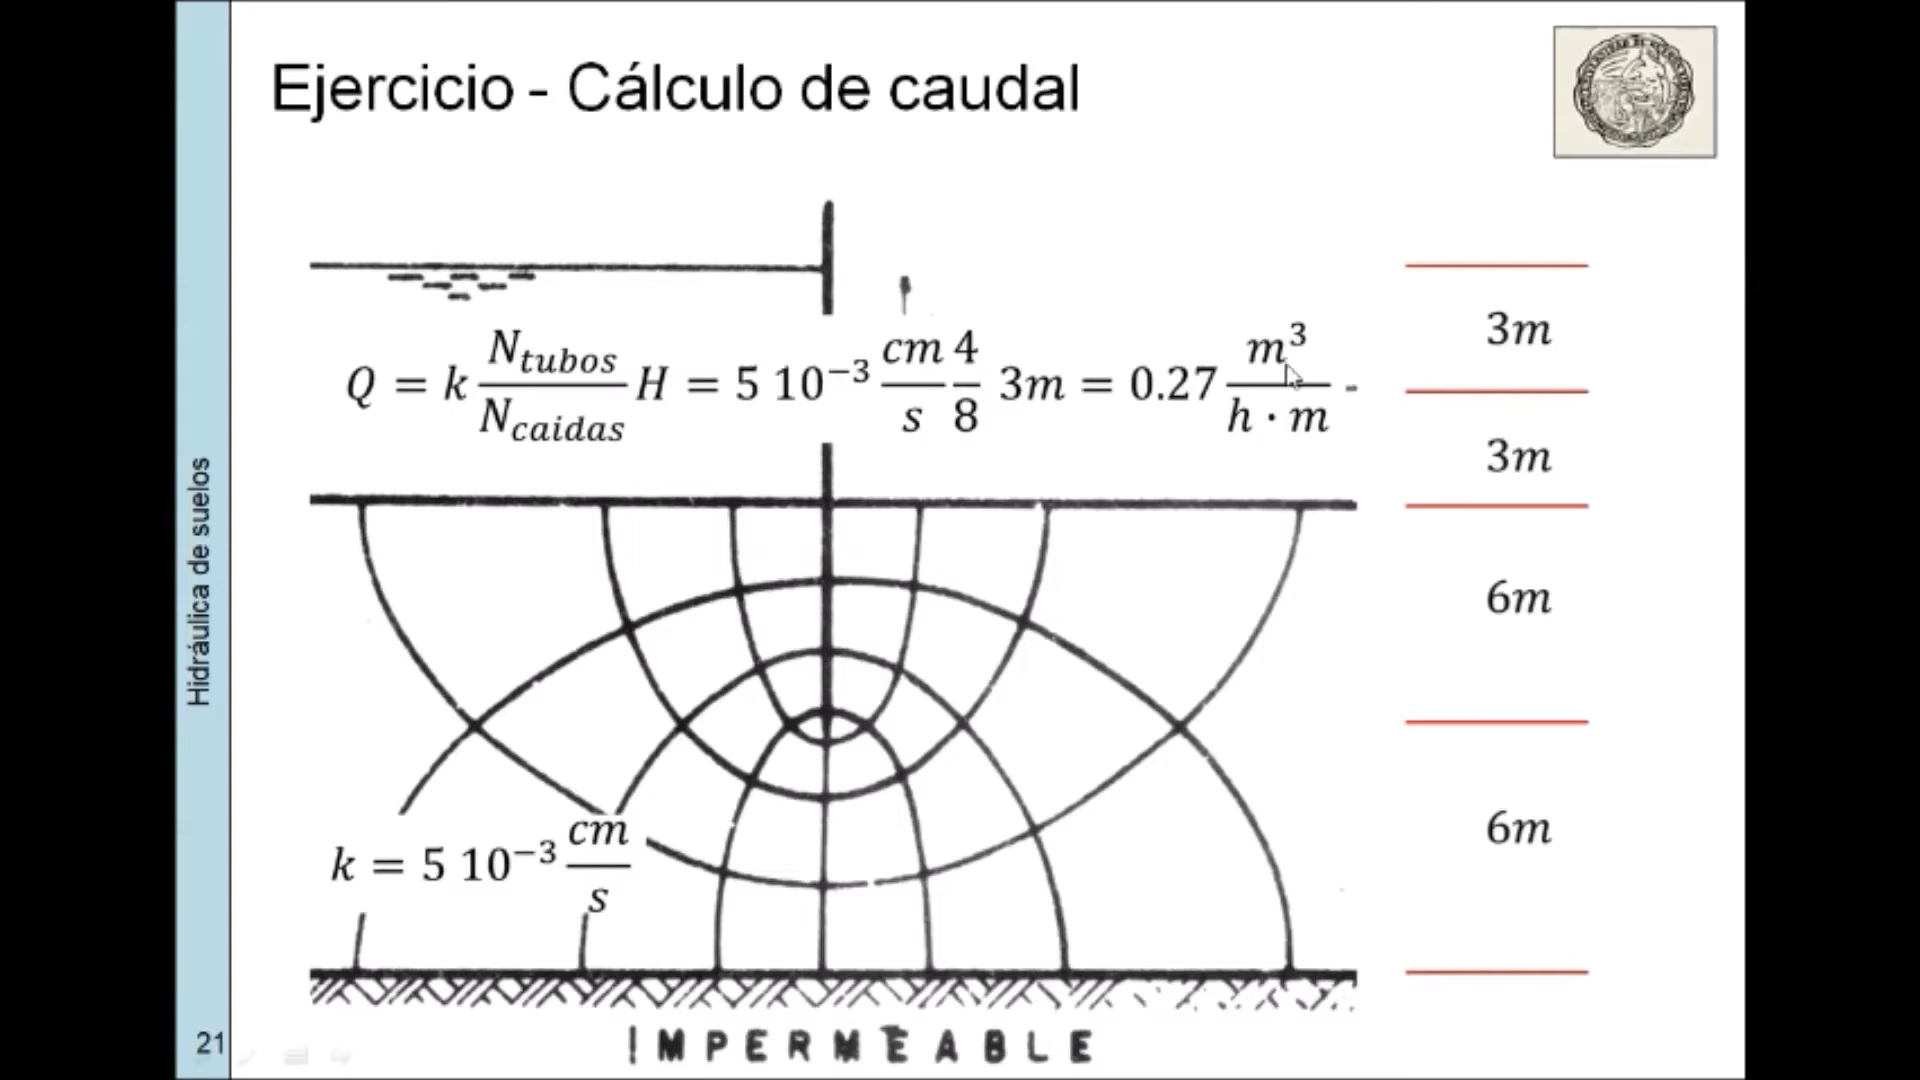 Ejercicio - Cálculo de caudal
Q = k N_tubos / N_caidas H = 5 10⁻³ cm/s 4/8 3m = 0.27 m³/h·m -
3m
3m
6m
6m
k = 5 10⁻³ cm/s
IMPERMEABLE
Hidráulica de suelos
21